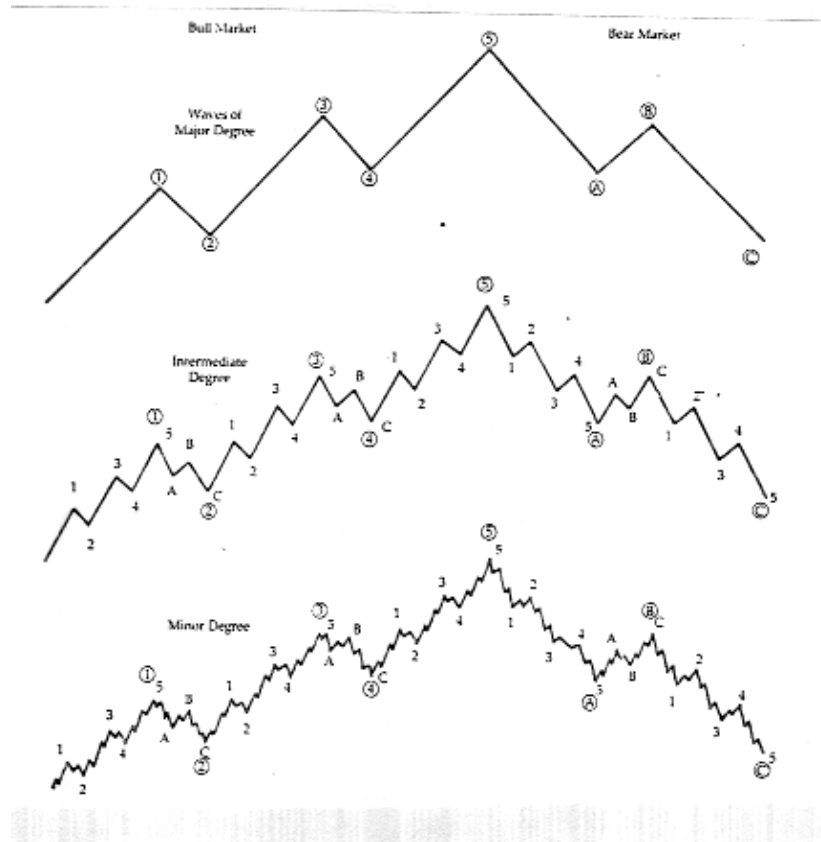 Bull Market
Bear Market
Waves of
Major Degree
①
②
③
④
⑤
Ⓐ
Ⓑ
Ⓒ
Intermediate
Degree
1
2
3
4
①
5
A
B
C
②
1
2
3
4
③
5
A
B
C
④
1
2
3
4
⑤
5
1
2
3
4
5
Ⓐ
A
B
Ⓑ
C
1
2
3
4
5
Ⓒ
Minor Degree
1
2
3
4
①
5
A
B
C
②
1
2
3
4
③
3
A
B
C
④
1
2
3
4
⑤
5
1
2
3
4
5
Ⓐ
A
B
Ⓑ
C
1
2
3
4
5
Ⓒ